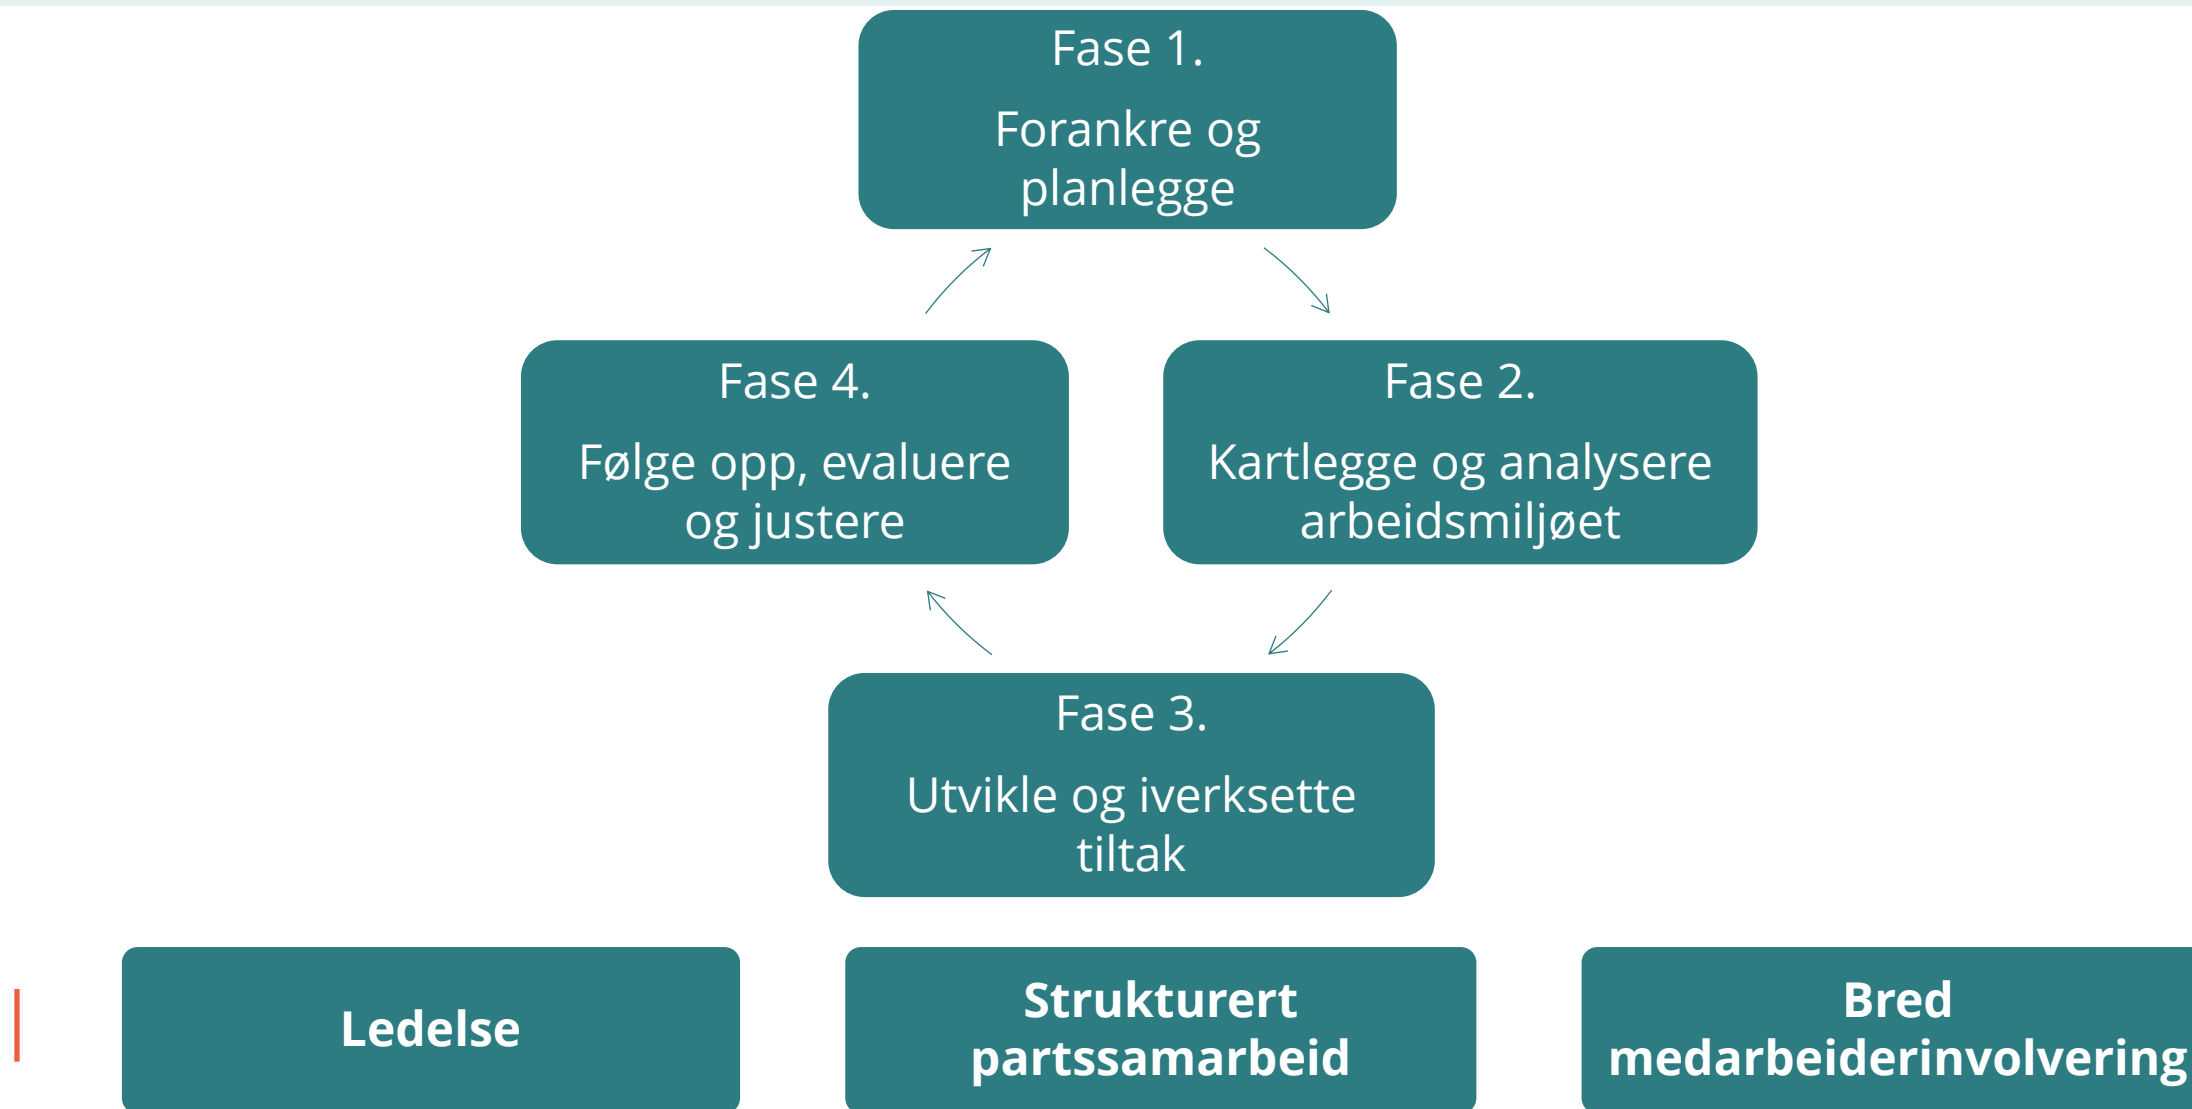 Fase 1.
Forankre og
planlegge
Fase 4.
Følge opp, evaluere
og justere
Fase 2.
Kartlegge og analysere
arbeidsmiljøet
Fase 3.
Utvikle og iverksette
tiltak
Ledelse
Strukturert
partssamarbeid
Bred
medarbeiderinvolvering